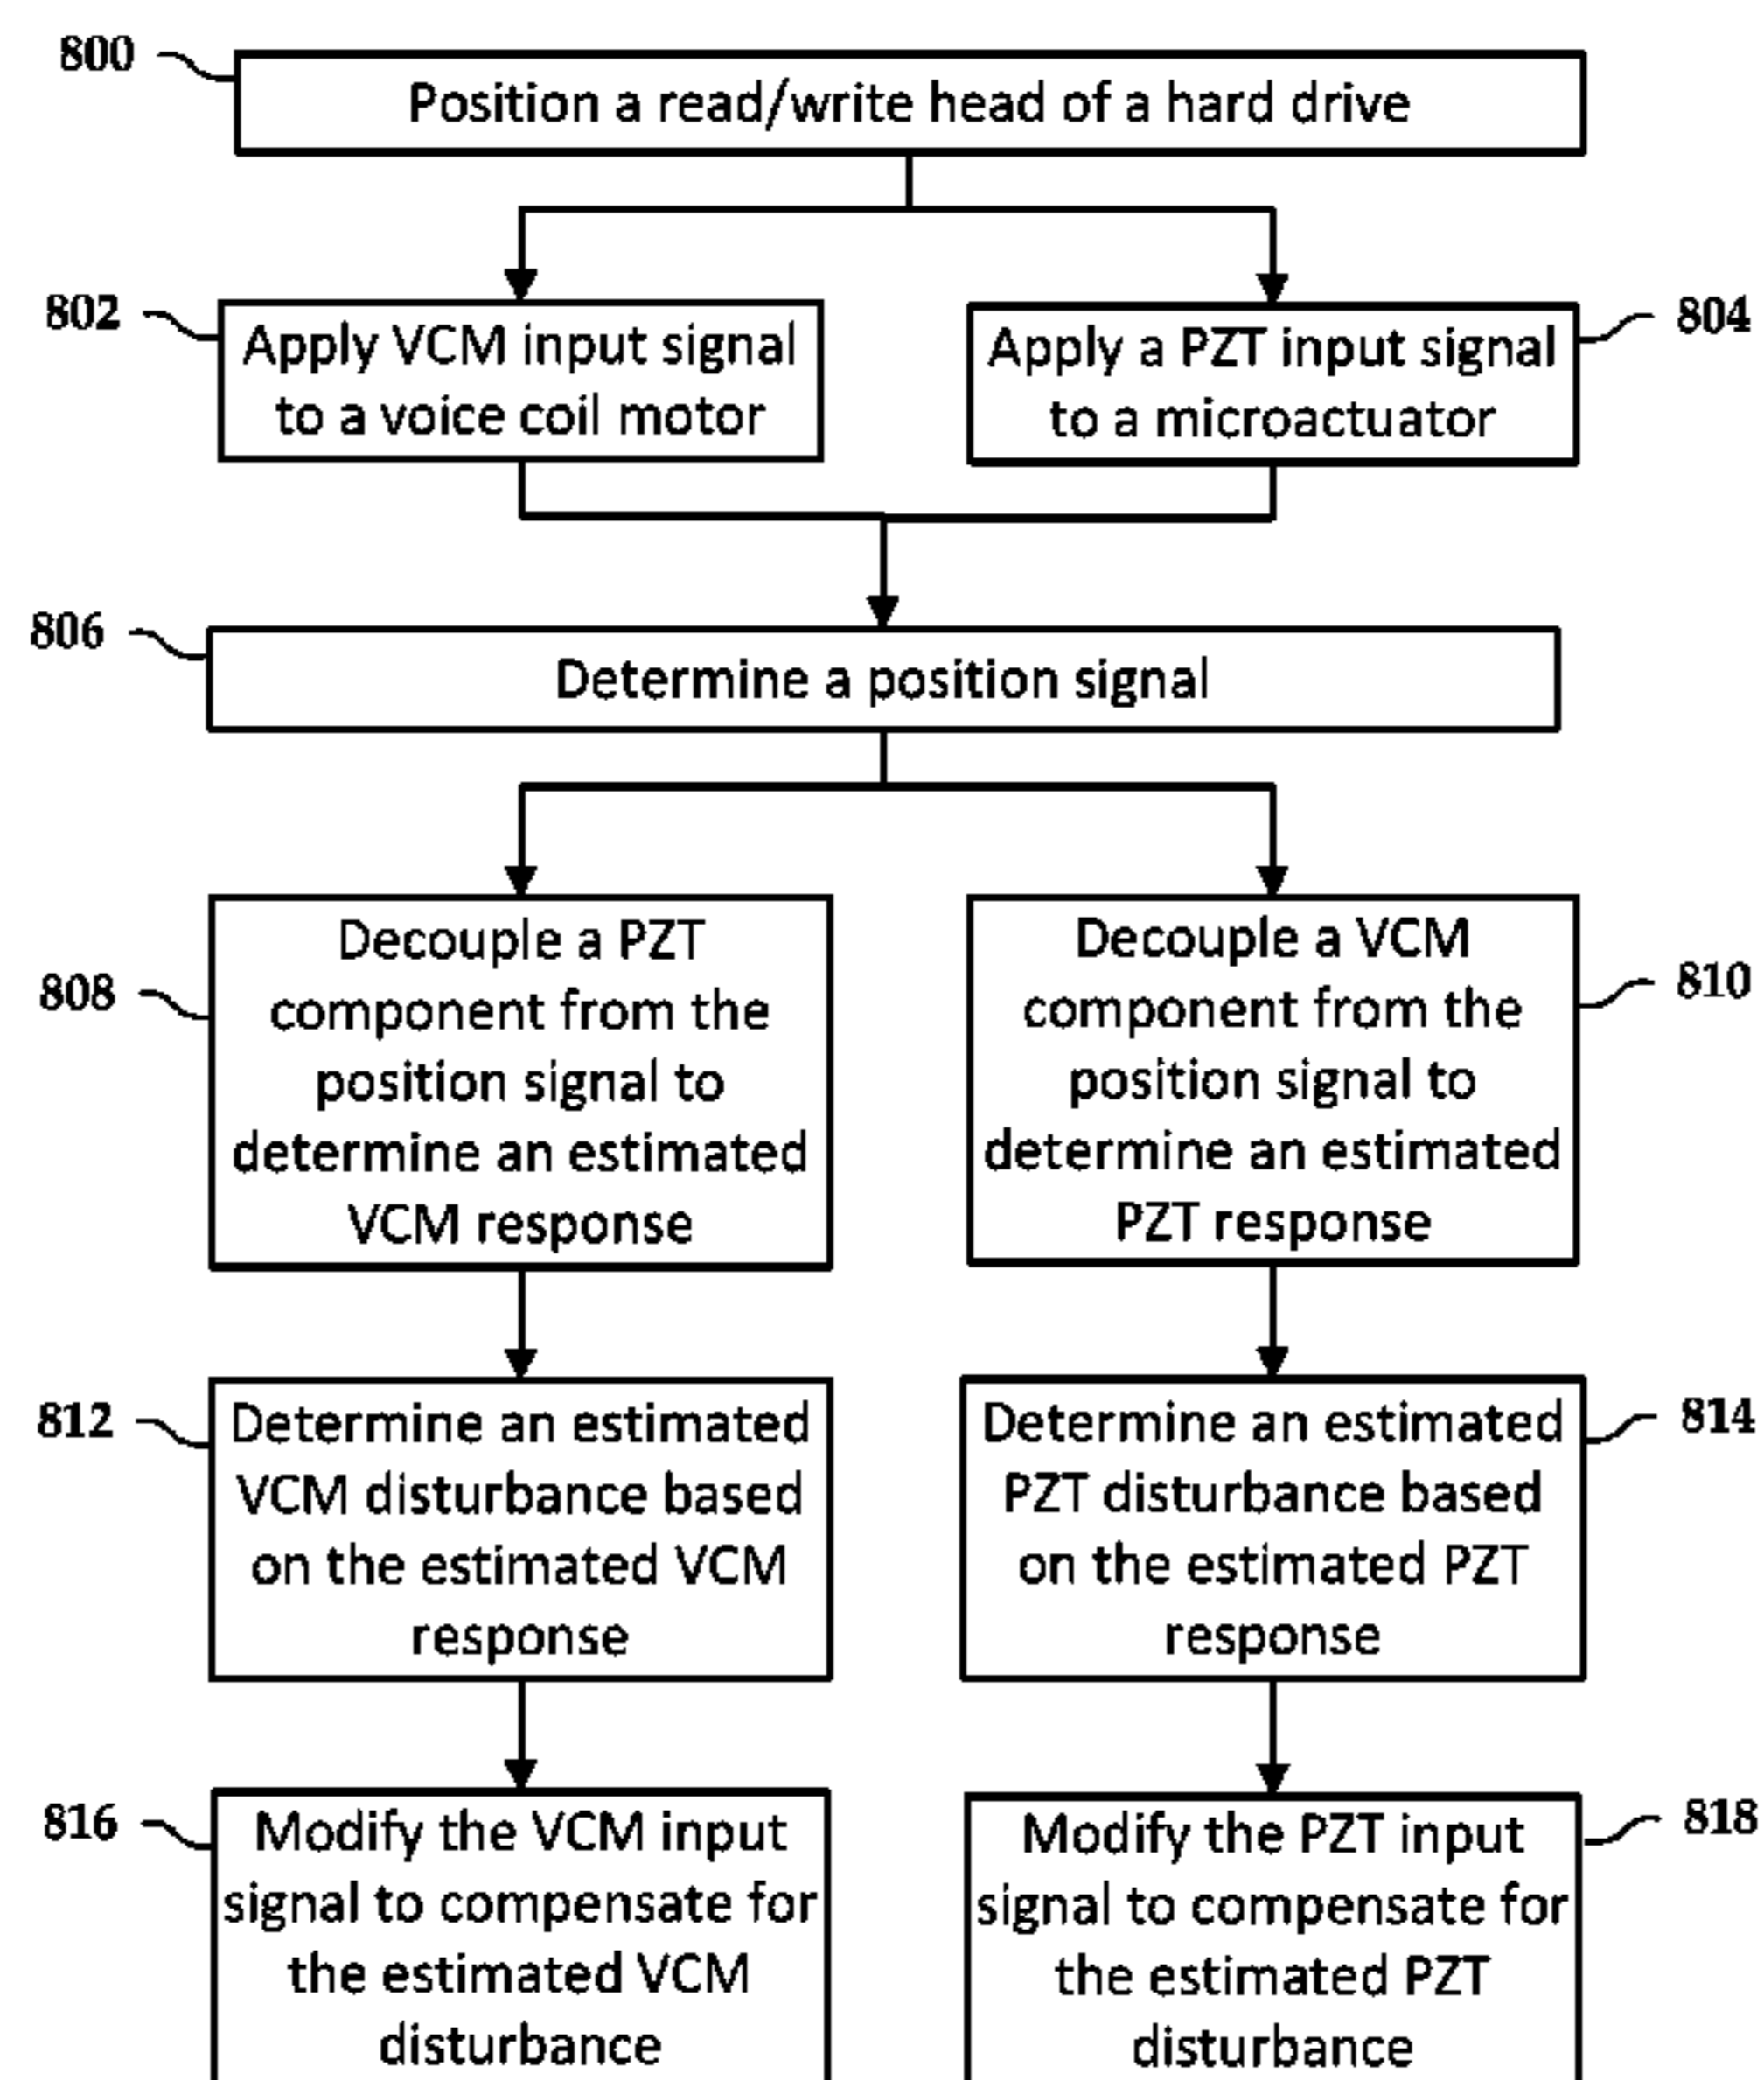 800
Position a read/write head of a hard drive
802
Apply VCM input signal
to a voice coil motor
804
Apply a PZT input signal
to a microactuator
806
Determine a position signal
808
Decouple a PZT
component from the
position signal to
determine an estimated
VCM response
810
Decouple a VCM
component from the
position signal to
determine an estimated
PZT response
812
Determine an estimated
VCM disturbance based
on the estimated VCM
response
814
Determine an estimated
PZT disturbance based
on the estimated PZT
response
816
Modify the VCM input
signal to compensate for
the estimated VCM
disturbance
818
Modify the PZT input
signal to compensate for
the estimated PZT
disturbance